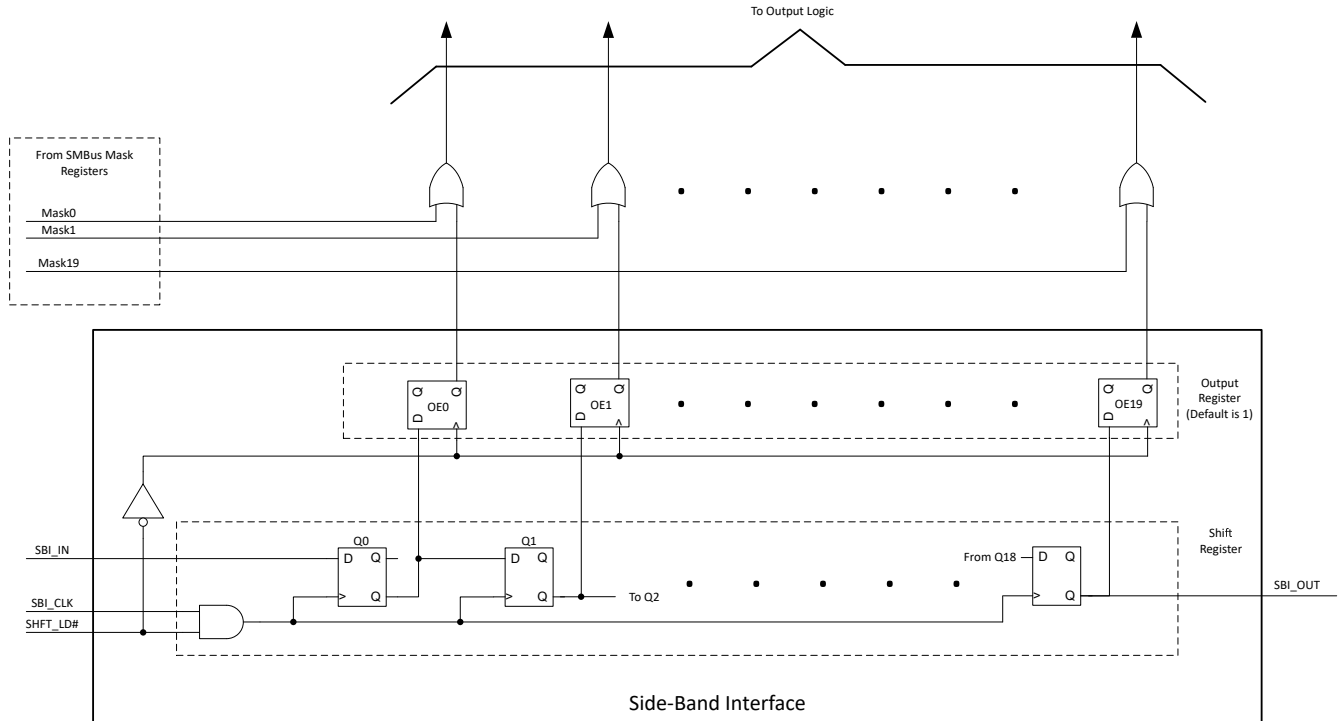 To Output Logic
From SMBus Mask
Registers
Mask0
Mask1
Mask19
Q Q
OE0
D >
Q Q
OE1
D >
Q Q
OE19
D >
Output
Register
(Default is 1)
Shift
Register
SBI_IN
SBI_CLK
SHFT_LD#
Q0
D Q
> Q
Q1
D Q
> Q
To Q2
From Q18
D Q
> Q
SBI_OUT
Side-Band Interface